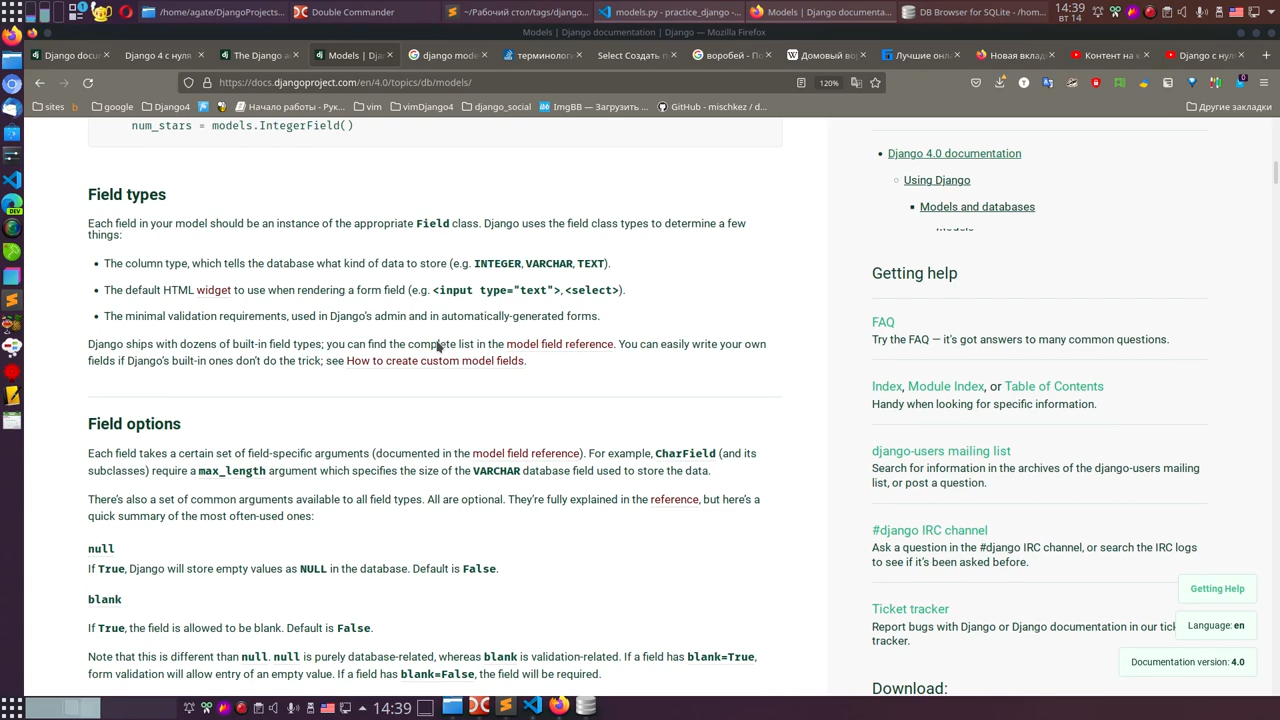 /home/agate/DjangoProjects...
Double Commander
~/Рабочий стол/tags/django...
models.py - practice_django -...
Models | Django documenta...
DB Browser for SQLite - /hom...
14:39
ВТ 14
Models | Django documentation | Django — Mozilla Firefox
Django docu
Django 4 с нуля
The Django a
Models | Dja
django mode
терминологи
Select Создать п
воробей - По
Домовый вор
Лучшие онла
Новая вклад
Контент на к
Django с нул
https://docs.djangoproject.com/en/4.0/topics/db/models/
120%
sites
google
Django4
Начало работы - Рук...
vim
vimDjango4
django_social
ImgBB — Загрузить ...
GitHub - mischkez / d...
Другие закладки
num_stars = models.IntegerField()
Field types
Each field in your model should be an instance of the appropriate Field class. Django uses the field class types to determine a few
things:
• The column type, which tells the database what kind of data to store (e.g. INTEGER, VARCHAR, TEXT).
• The default HTML widget to use when rendering a form field (e.g. <input type="text">, <select>).
• The minimal validation requirements, used in Django's admin and in automatically-generated forms.
Django ships with dozens of built-in field types; you can find the complete list in the model field reference. You can easily write your own
fields if Django's built-in ones don't do the trick; see How to create custom model fields.
Field options
Each field takes a certain set of field-specific arguments (documented in the model field reference). For example, CharField (and its
subclasses) require a max_length argument which specifies the size of the VARCHAR database field used to store the data.
There's also a set of common arguments available to all field types. All are optional. They're fully explained in the reference, but here's a
quick summary of the most often-used ones:
null
If True, Django will store empty values as NULL in the database. Default is False.
blank
If True, the field is allowed to be blank. Default is False.
Note that this is different than null. null is purely database-related, whereas blank is validation-related. If a field has blank=True,
form validation will allow entry of an empty value. If a field has blank=False, the field will be required.
Django 4.0 documentation
Using Django
Models and databases
Models
Getting help
FAQ
Try the FAQ — it's got answers to many common questions.
Index, Module Index, or Table of Contents
Handy when looking for specific information.
django-users mailing list
Search for information in the archives of the django-users mailing
list, or post a question.
#django IRC channel
Ask a question in the #django IRC channel, or search the IRC logs
to see if it's been asked before.
Ticket tracker
Report bugs with Django or Django documentation in our tick
tracker.
Download:
Getting Help
Language: en
Documentation version: 4.0
14:39